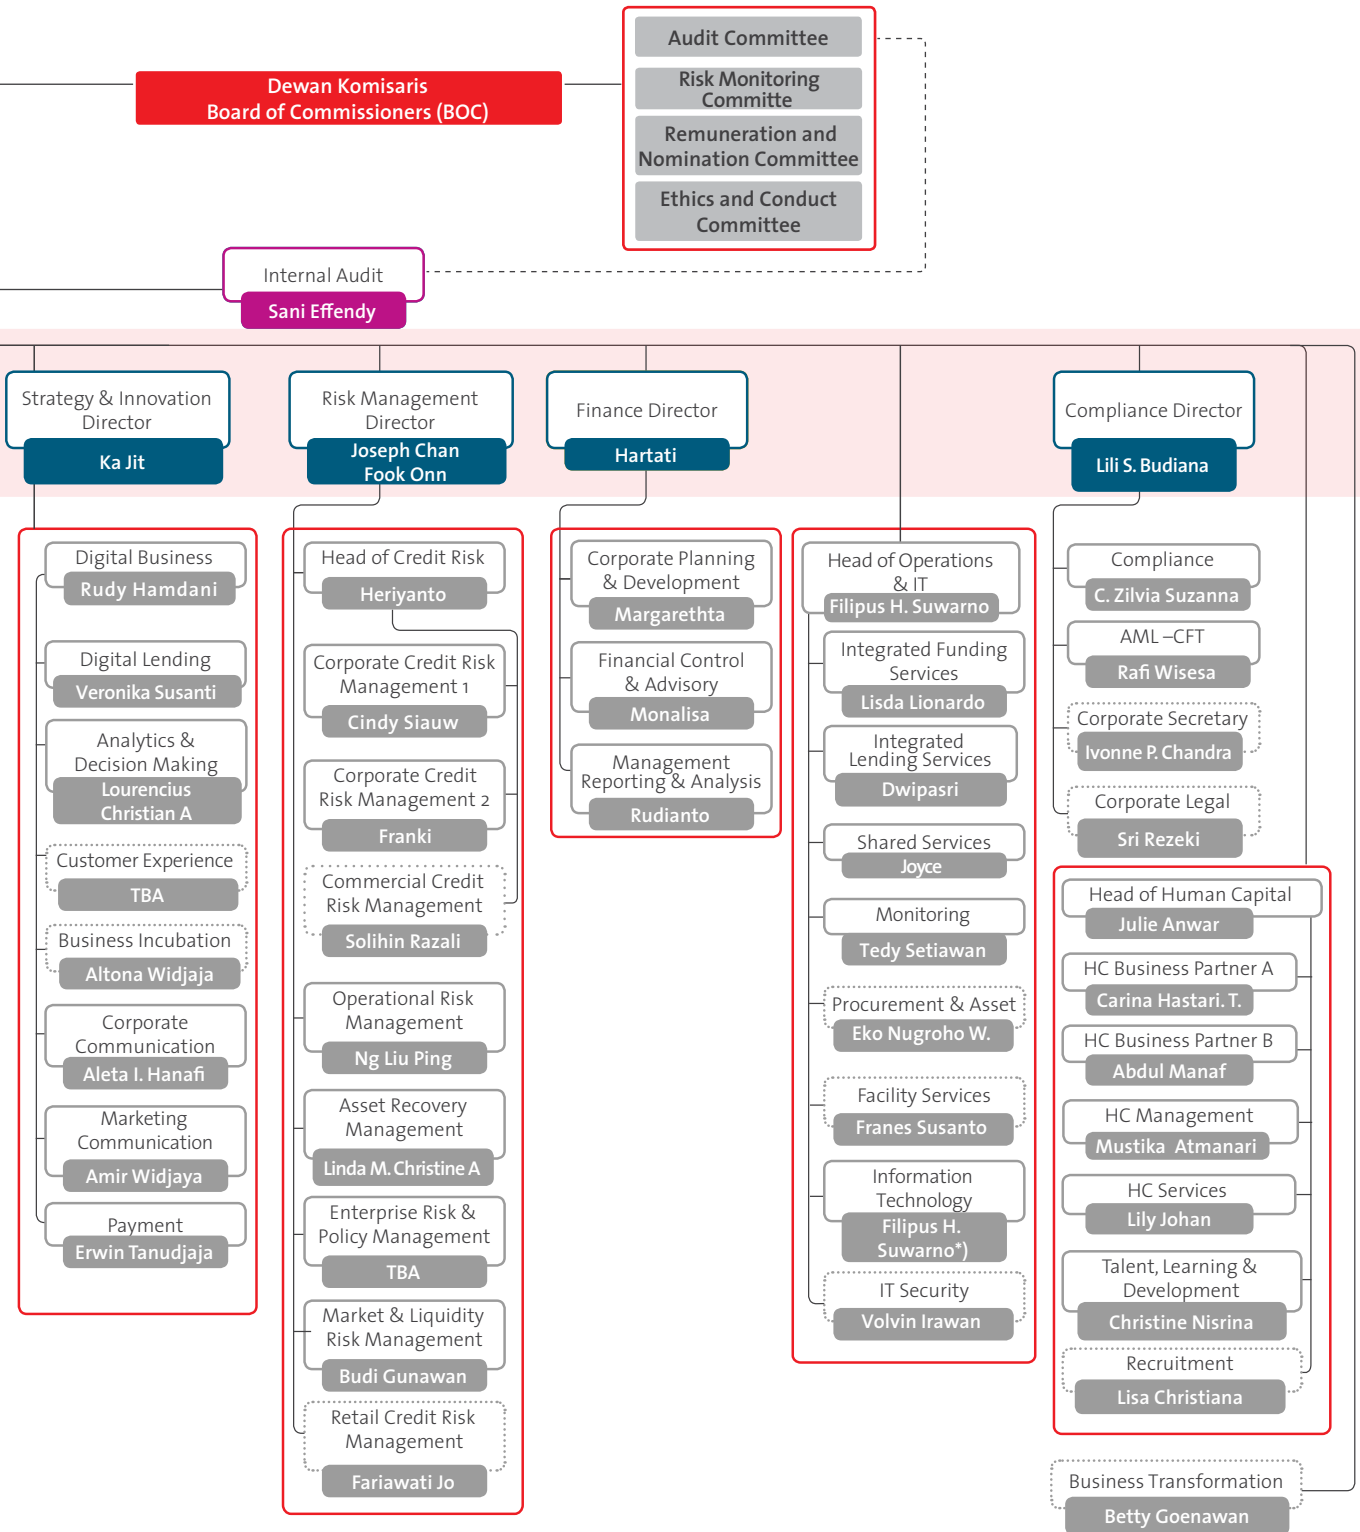 Dewan Komisaris
Board of Commissioners (BOC)
Audit Committee
Risk Monitoring
Committe
Remuneration and
Nomination Committee
Ethics and Conduct
Committee
Internal Audit
Sani Effendy
Strategy & Innovation
Director
Ka Jit
Risk Management
Director
Joseph Chan
Fook Onn
Finance Director
Hartati
Compliance Director
Lili S. Budiana
Digital Business
Rudy Hamdani
Digital Lending
Veronika Susanti
Analytics &
Decision Making
Lourencius
Christian A
Customer Experience
TBA
Business Incubation
Altona Widjaja
Corporate
Communication
Aleta I. Hanafi
Marketing
Communication
Amir Widjaya
Payment
Erwin Tanudjaja
Head of Credit Risk
Heriyanto
Corporate Credit Risk
Management 1
Cindy Siauw
Corporate Credit
Risk Management 2
Franki
Commercial Credit
Risk Management
Solihin Razali
Operational Risk
Management
Ng Liu Ping
Asset Recovery
Management
Linda M. Christine A
Enterprise Risk &
Policy Management
TBA
Market & Liquidity
Risk Management
Budi Gunawan
Retail Credit Risk
Management
Fariawati Jo
Corporate Planning
& Development
Margarethta
Financial Control
& Advisory
Monalisa
Management
Reporting & Analysis
Rudianto
Head of Operations
& IT
Filipus H. Suwarno
Integrated Funding
Services
Lisda Lionardo
Integrated
Lending Services
Dwipasri
Shared Services
Joyce
Monitoring
Tedy Setiawan
Procurement & Asset
Eko Nugroho W.
Facility Services
Franes Susanto
Information
Technology
Filipus H.
Suwarno*)
IT Security
Volvin Irawan
Compliance
C. Zilvia Suzanna
AML –CFT
Rafi Wisesa
Corporate Secretary
Ivonne P. Chandra
Corporate Legal
Sri Rezeki
Head of Human Capital
Julie Anwar
HC Business Partner A
Carina Hastari. T.
HC Business Partner B
Abdul Manaf
HC Management
Mustika Atmanari
HC Services
Lily Johan
Talent, Learning &
Development
Christine Nisrina
Recruitment
Lisa Christiana
Business Transformation
Betty Goenawan